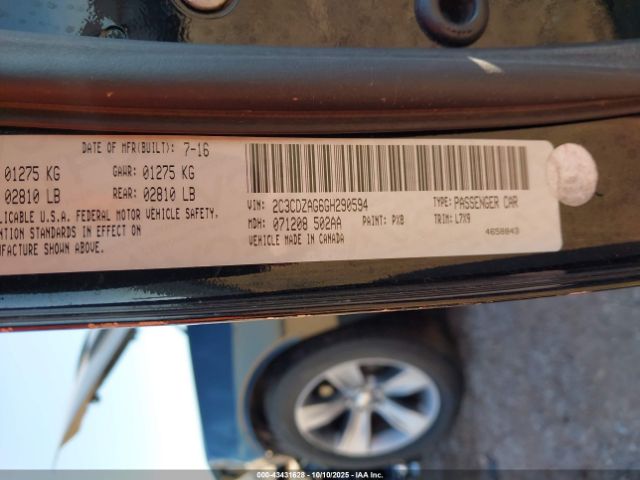 DATE OF MFR(BUILT): 7-16
01275 KG GAWR: 01275 KG
02810 LB REAR: 02810 LB
LICABLE U.S.A. FEDERAL MOTOR VEHICLE SAFETY,
ENTION STANDARDS IN EFFECT ON
UFACTURE SHOWN ABOVE.
VIN: 2C3CDZAG6GH290594 TYPE: PASSENGER CAR
MDH: 071208 502AA PAINT: PX8 TRIM: L7X9
VEHICLE MADE IN CANADA 4658843
000-43431628 - 10/10/2025 - IAA Inc.